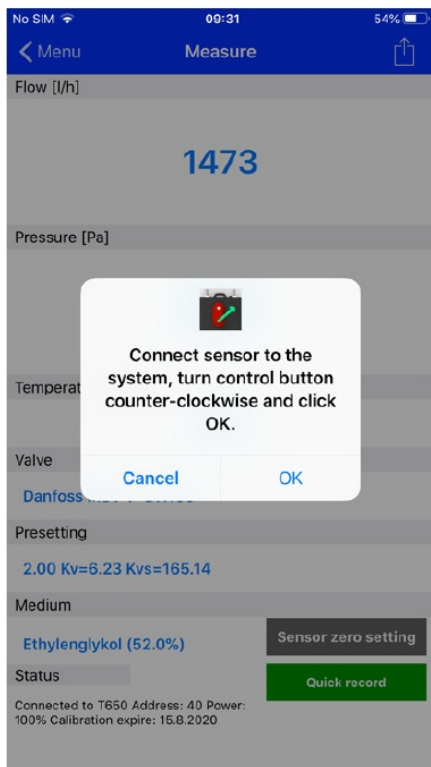 No SIM 09:31 54%
Menu Measure
Flow [l/h]
1473
Pressure [Pa]
Connect sensor to the
system, turn control button
counter-clockwise and click
OK.
Temperat
Cancel OK
Valve
Danfoss
Presetting
2.00 Kv=6.23 Kvs=165.14
Medium
Ethylenglykol (52.0%)
Sensor zero setting
Status
Quick record
Connected to T650 Address: 40 Power:
100% Calibration expire: 15.8.2020